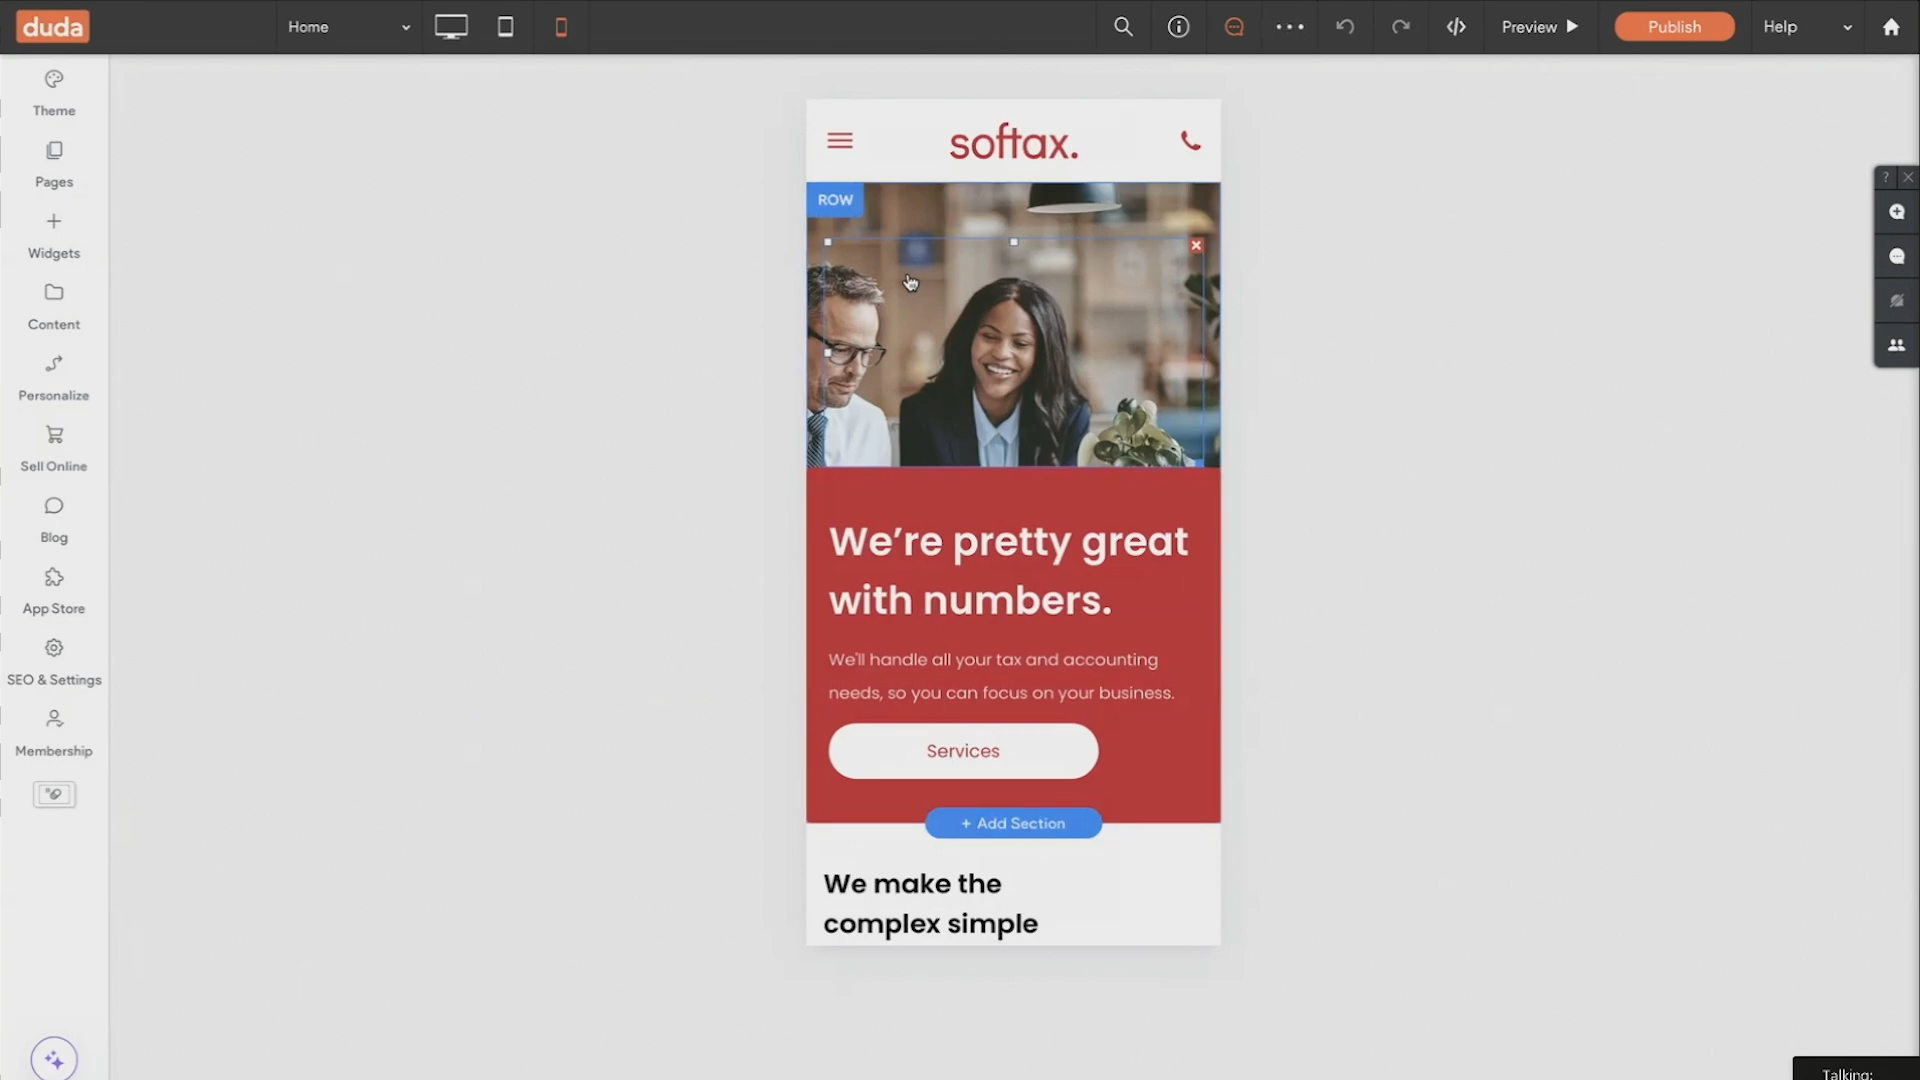 duda
Home
Preview
Publish
Help
Theme
Pages
Widgets
Content
Personalize
Sell Online
Blog
App Store
SEO & Settings
Membership
softax.
ROW
We're pretty great
with numbers.
We'll handle all your tax and accounting
needs, so you can focus on your business.
Services
+ Add Section
We make the
complex simple
?
Talking: